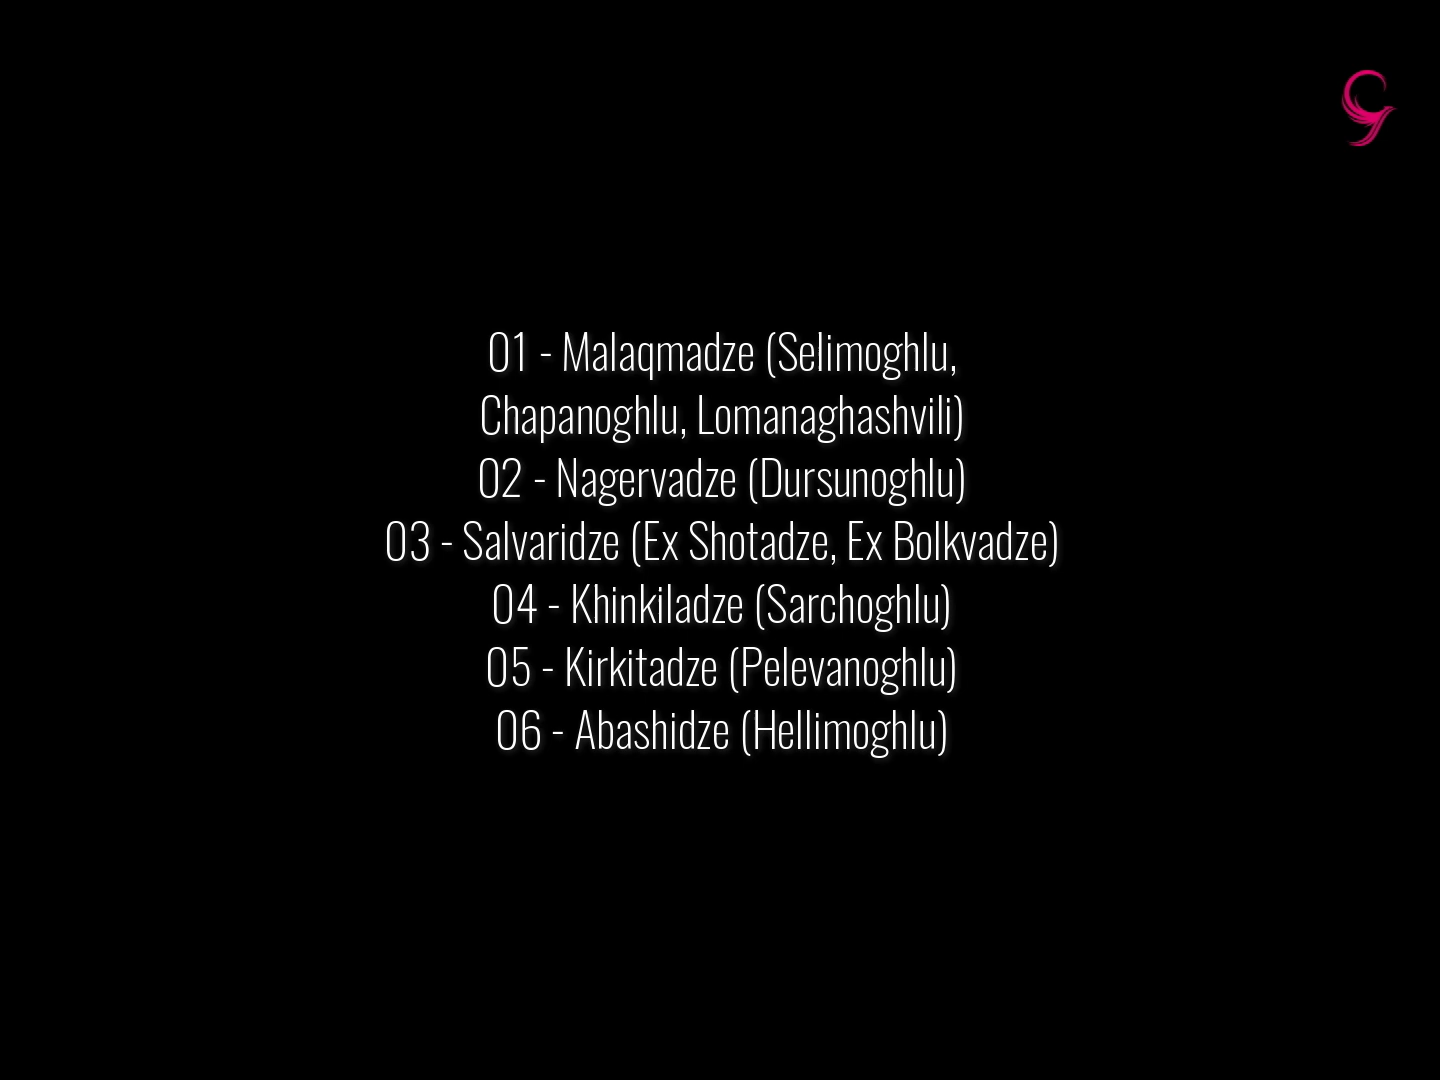 01 - Malaqmadze (Selimoghlu,
Chapanoghlu, Lomanaghashvili)
02 - Nagervadze (Dursunoghlu)
03 - Salvaridze (Ex Shotadze, Ex Bolkvadze)
04 - Khinkiladze (Sarchoghlu)
05 - Kirkitadze (Pelevanoghlu)
06 - Abashidze (Hellimoghlu)